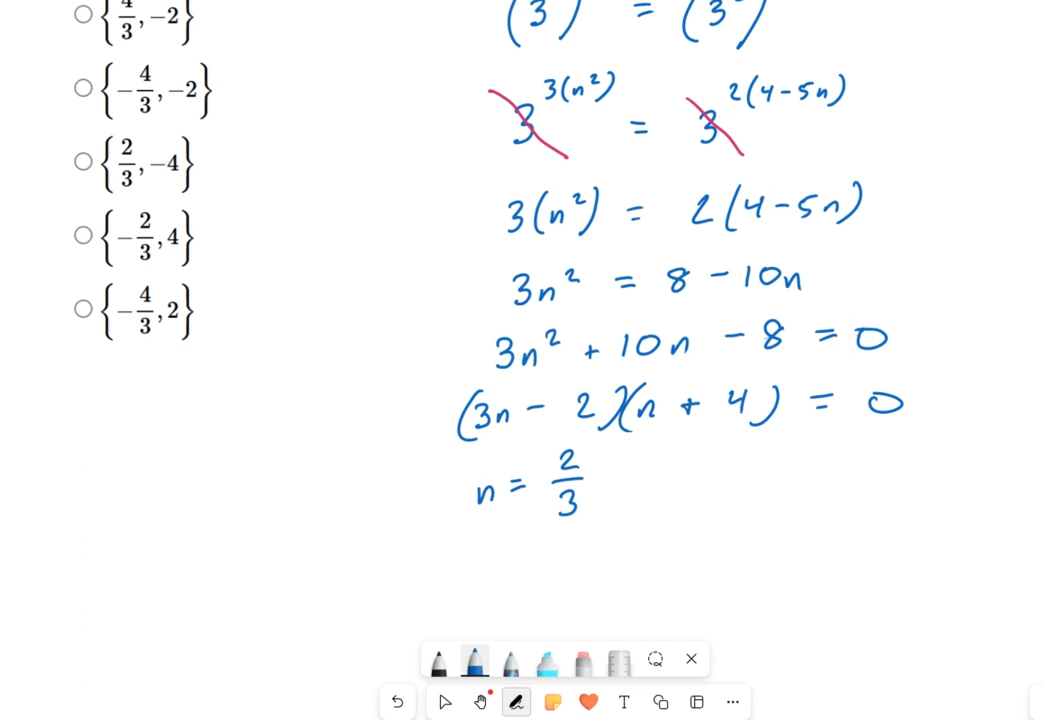 {4/3, −2}
{−4/3, −2}
{2/3, −4}
{−2/3, 4}
{−4/3, 2}
(3 ) = (3 )
3^{3(n²)} = 3^{2(4−5n)}
3(n²) = 2(4−5n)
3n² = 8 − 10n
3n² + 10n − 8 = 0
(3n − 2)(n + 4) = 0
n = 2/3
T